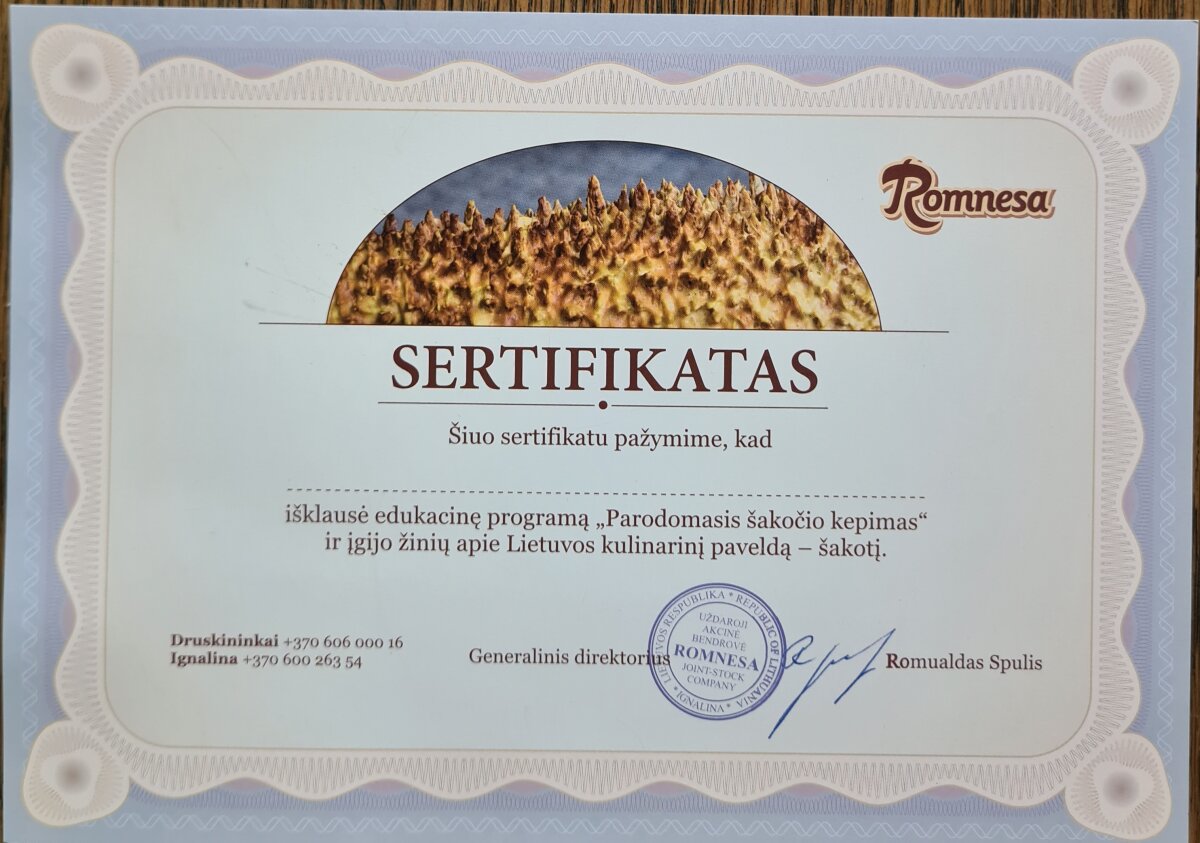 Romnesa
SERTIFIKATAS
Šiuo sertifikatu pažymime, kad
išklausė edukacinę programą „Parodomasis šakočio kepimas“
ir įgijo žinių apie Lietuvos kulinarinį paveldą – šakotį.
Druskininkai +370 606 000 16
Ignalina +370 600 263 54
Generalinis direktorius
LIETUVOS RESPUBLIKA * REPUBLIC OF LITHUANIA
* IGNALINA *
UŽDAROJI
AKCINĖ
BENDROVĖ
ROMNESA
JOINT-STOCK
COMPANY
Romualdas Spulis